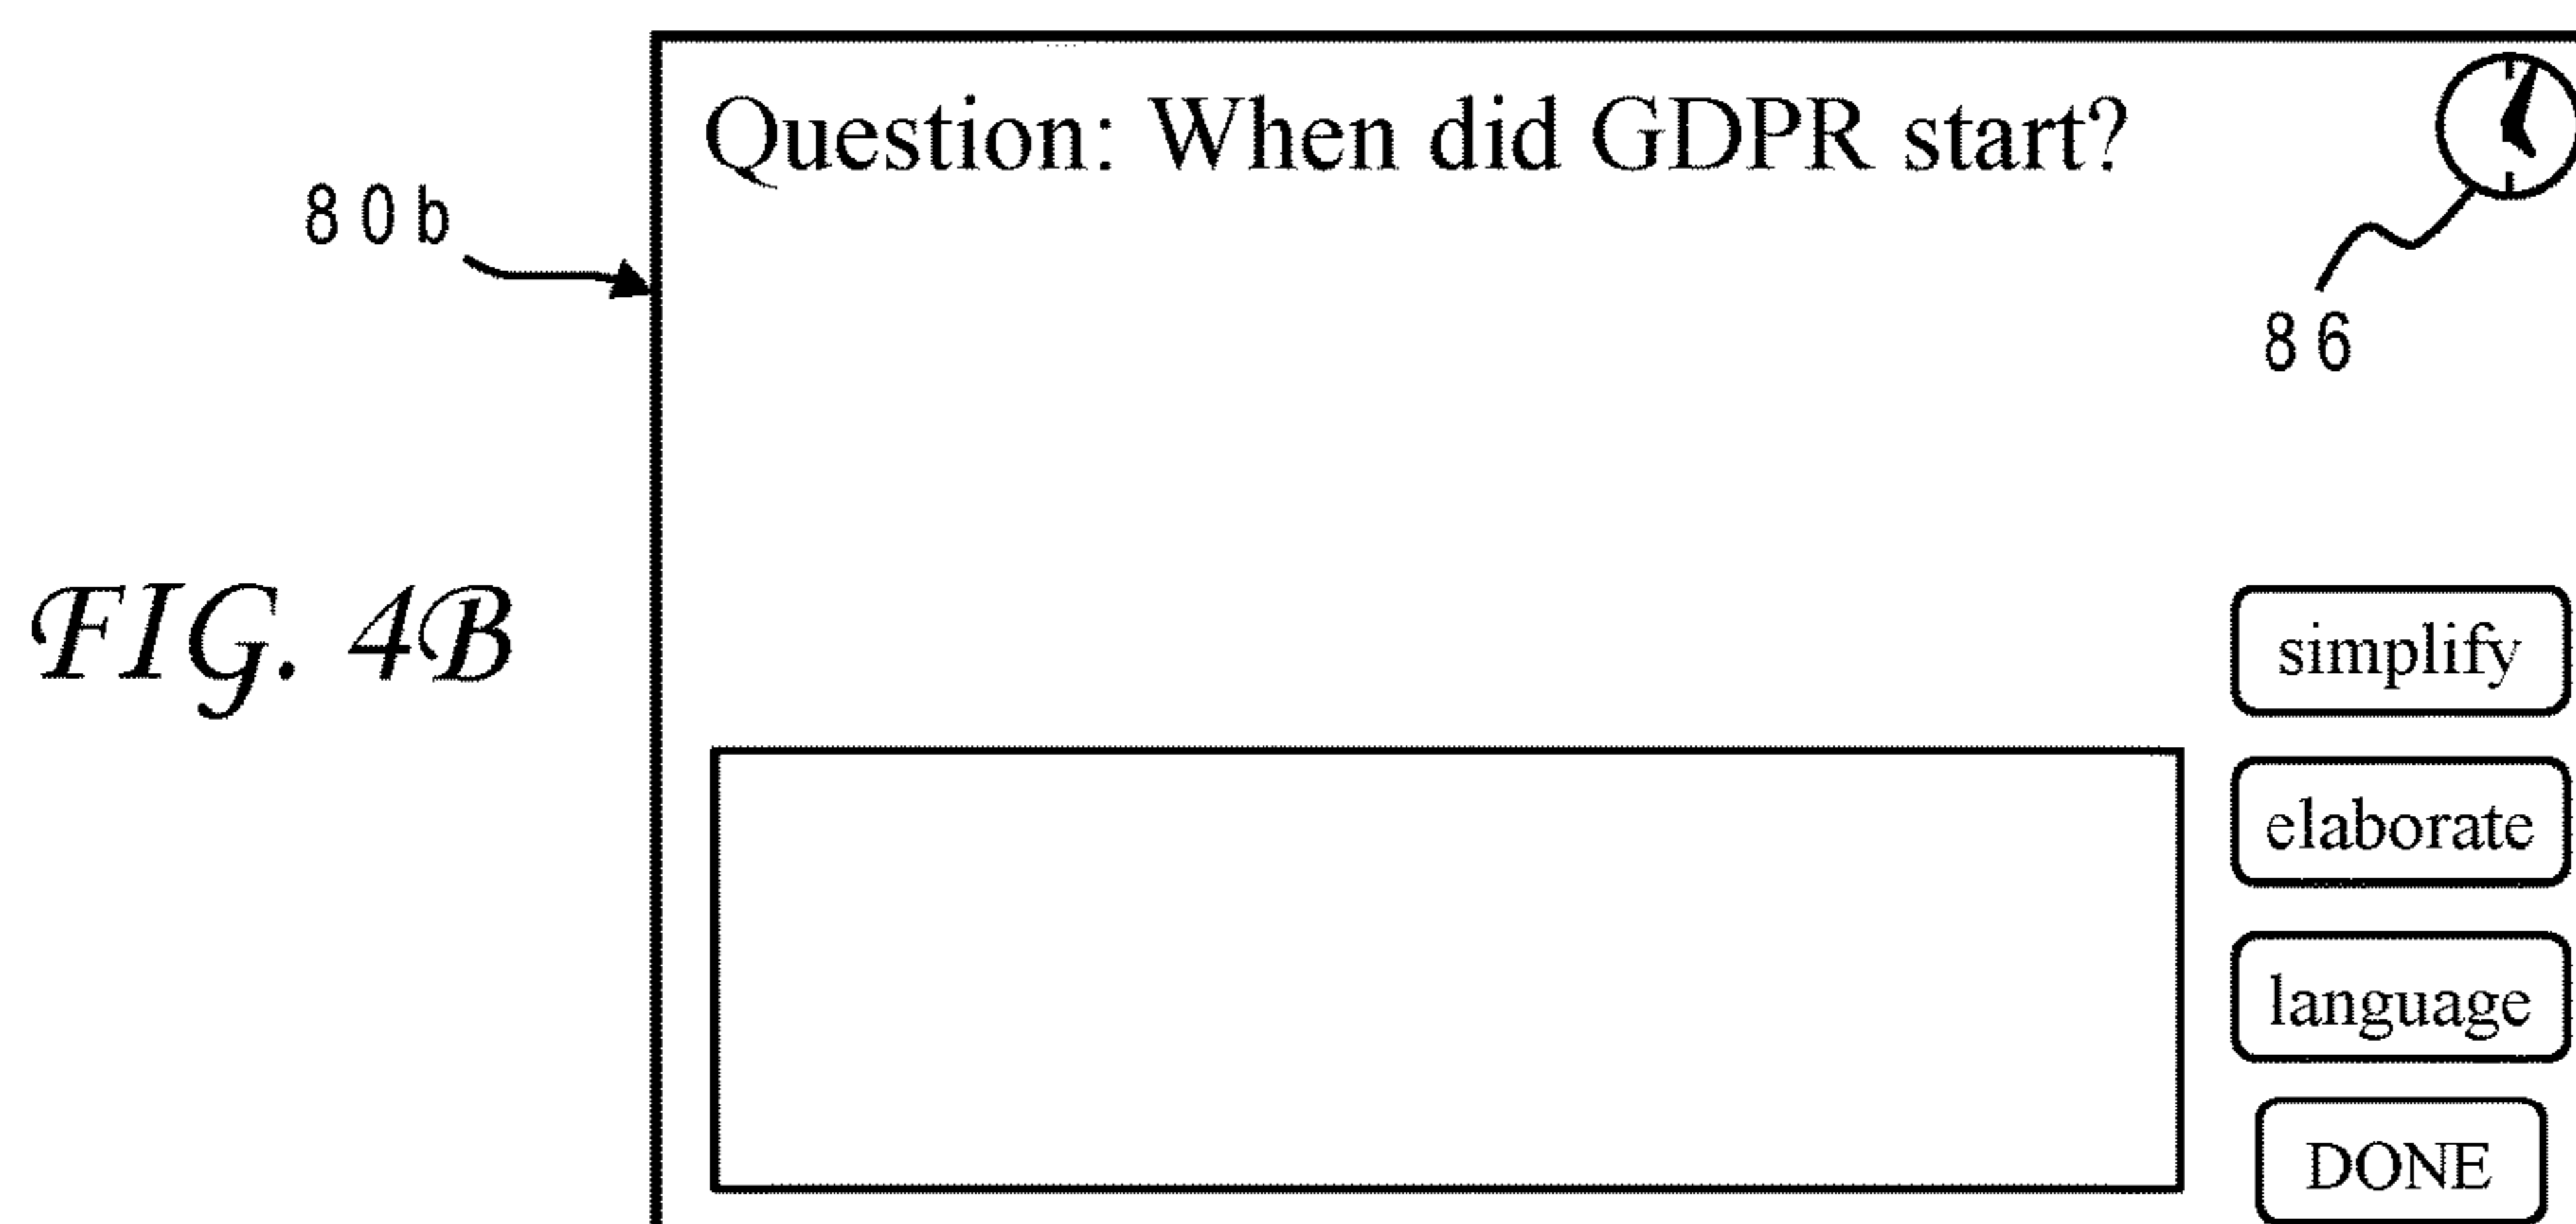 Question: When did GDPR start?
80b
86
FIG. 4B
simplify
elaborate
language
DONE